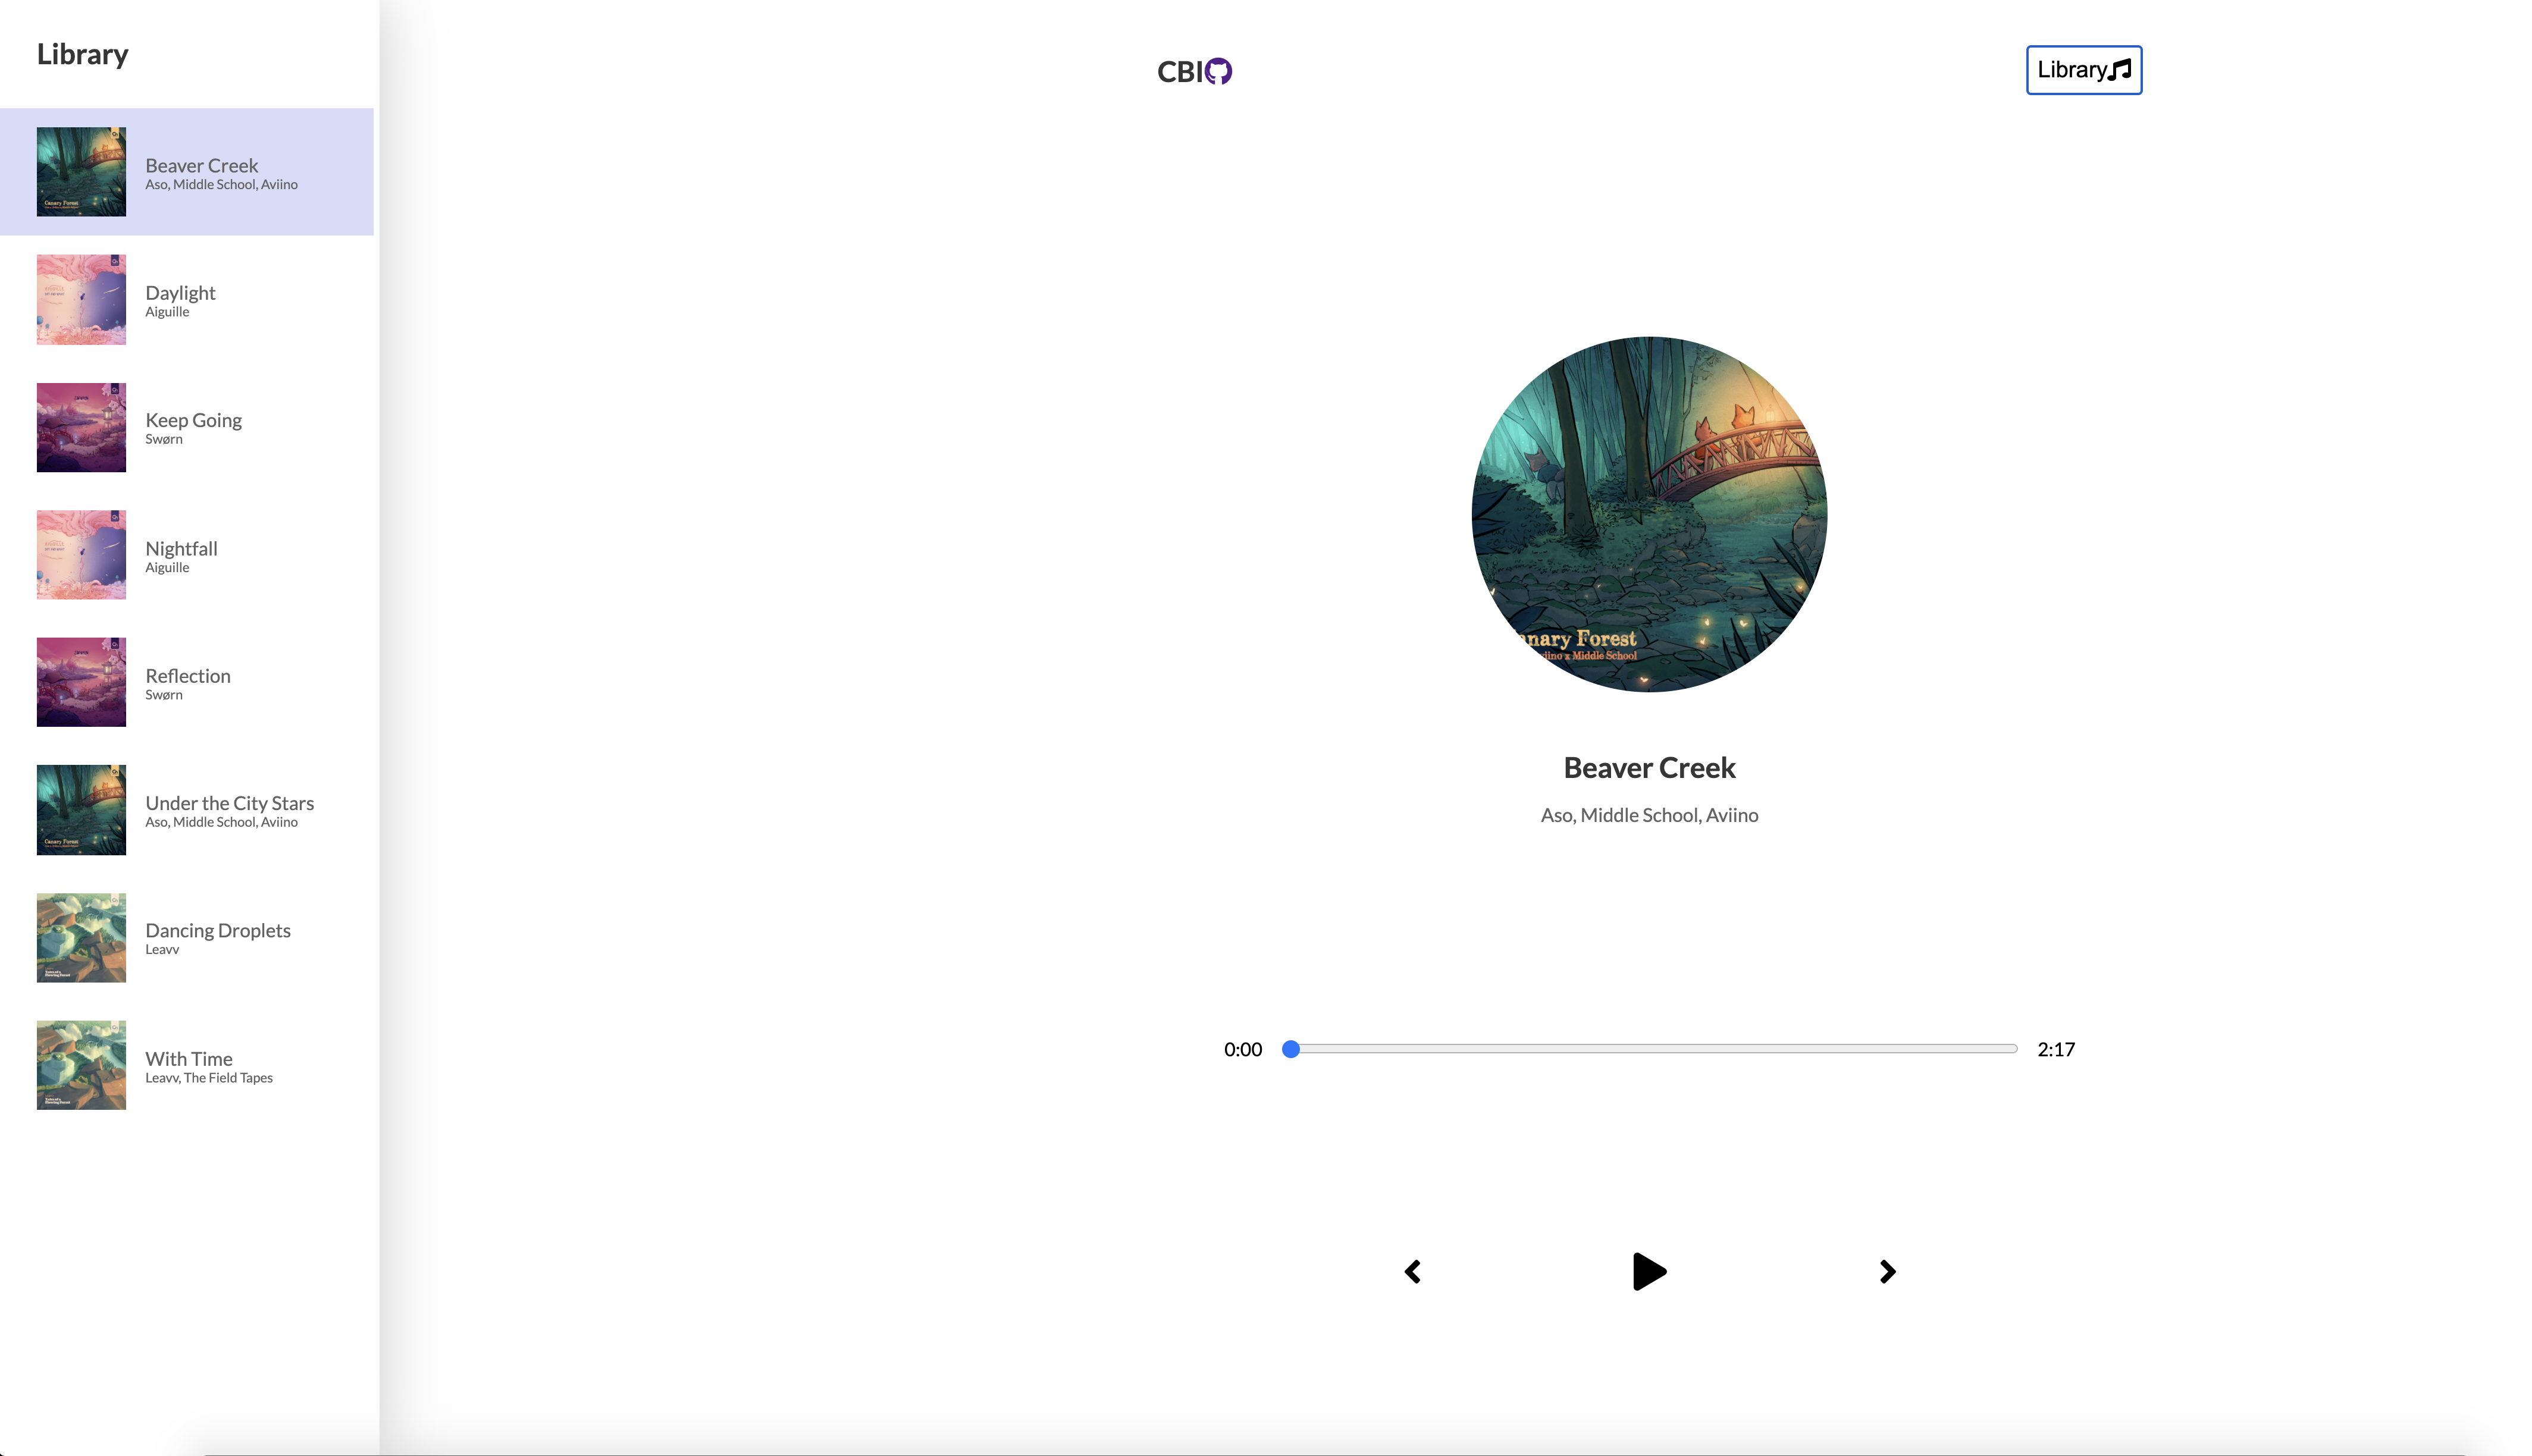 Library
Beaver Creek
Aso, Middle School, Aviino
Daylight
Aiguille
Keep Going
Swørn
Nightfall
Aiguille
Reflection
Swørn
Under the City Stars
Aso, Middle School, Aviino
Dancing Droplets
Leavv
With Time
Leavv, The Field Tapes
CBI
Library
nary Forest
iino x Middle School
Beaver Creek
Aso, Middle School, Aviino
0:00
2:17